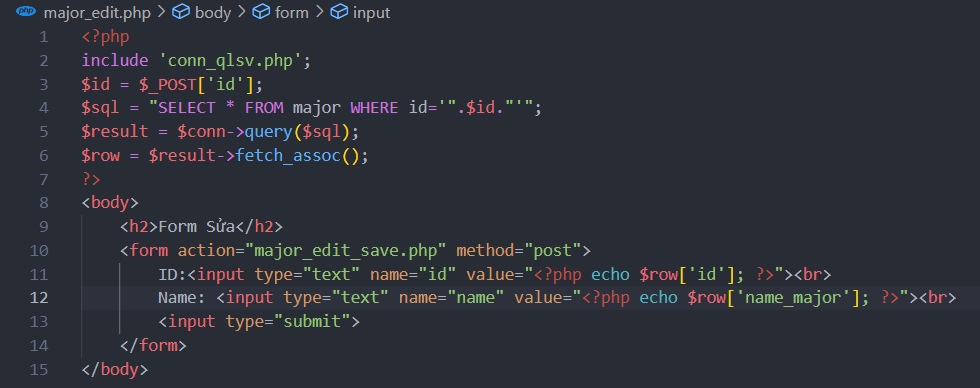 php major_edit.php > body > form > input
1 <?php
2 include 'conn_qlsv.php';
3 $id = $_POST['id'];
4 $sql = "SELECT * FROM major WHERE id='".$id."'";
5 $result = $conn->query($sql);
6 $row = $result->fetch_assoc();
7 ?>
8 <body>
9     <h2>Form Sửa</h2>
10     <form action="major_edit_save.php" method="post">
11         ID:<input type="text" name="id" value="<?php echo $row['id']; ?>"><br>
12         Name: <input type="text" name="name" value="<?php echo $row['name_major']; ?>"><br>
13         <input type="submit">
14     </form>
15 </body>